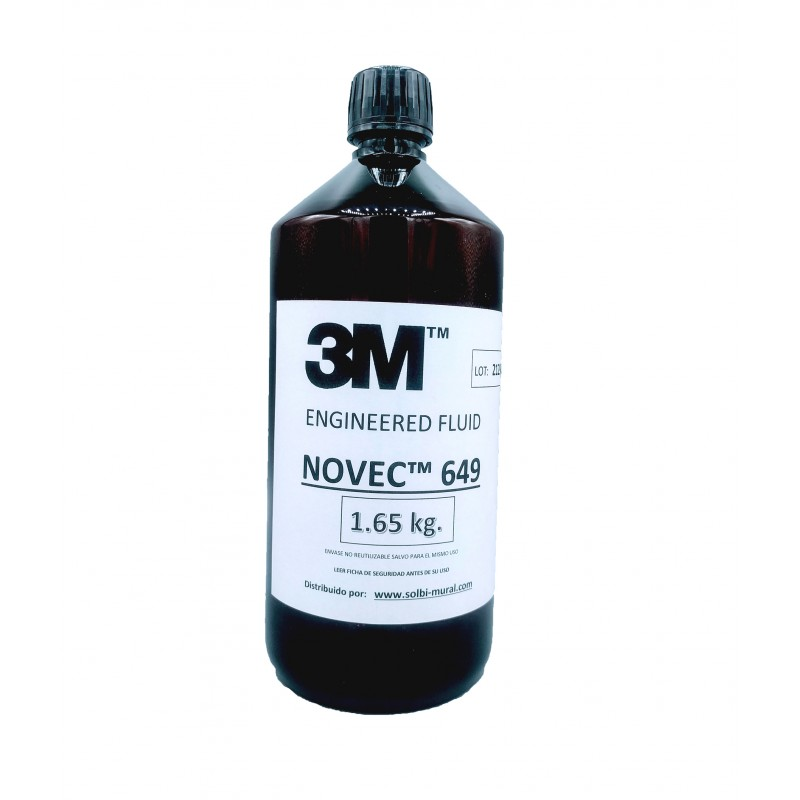 3M™
LOT:
ENGINEERED FLUID
NOVEC™ 649
1.65 kg.
ENVASE NO REUTILIZABLE SALVO PARA EL MISMO USO
LEER FICHA DE SEGURIDAD ANTES DE SU USO
Distribuido por: www.solbi-mural.com